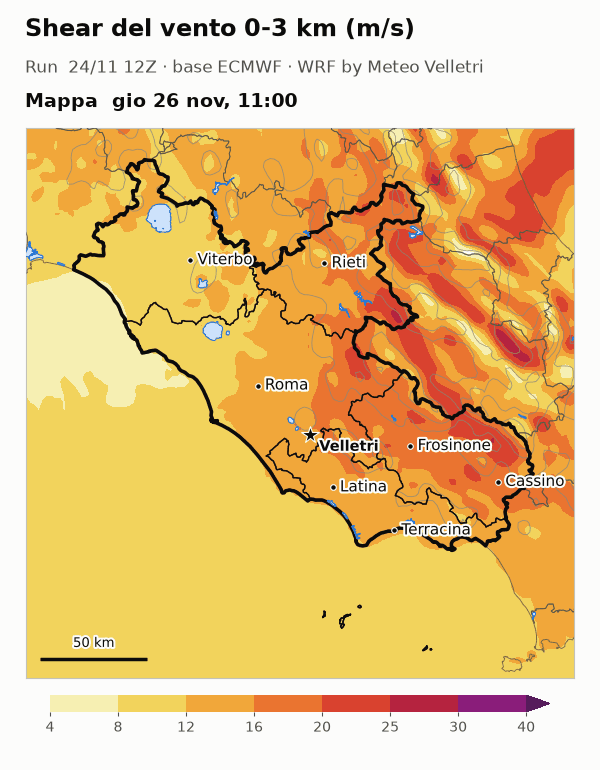 Shear del vento 0-3 km (m/s)
Run  24/11 12Z · base ECMWF · WRF by Meteo Velletri
Mappa  gio 26 nov, 11:00
Viterbo
Rieti
Roma
Velletri
Frosinone
Cassino
Latina
Terracina
50 km
4 8 12 16 20 25 30 40